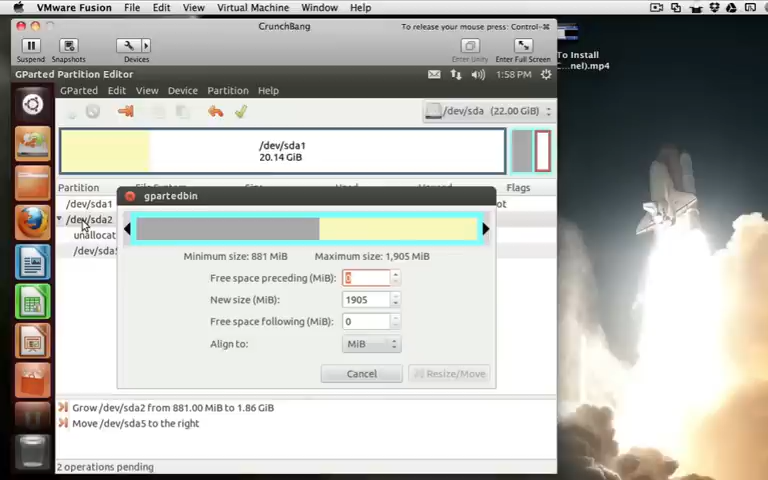 VMware Fusion File Edit View Virtual Machine Window Help
CrunchBang
To release your mouse press: Control-⌘
Suspend Snapshots Devices Enter Unity Enter Full Screen
To Install
C...nel).mp4
GParted Partition Editor 1:58 PM
GParted Edit View Device Partition Help
/dev/sda (22.00 GiB)
/dev/sda1
20.14 GiB
Partition Flags
/dev/sda1
/dev/sda2
unallocat
/dev/sda5
gpartedbin
Minimum size: 881 MiB Maximum size: 1,905 MiB
Free space preceding (MiB): 0
New size (MiB): 1905
Free space following (MiB): 0
Align to: MiB
Cancel Resize/Move
Grow /dev/sda2 from 881.00 MiB to 1.86 GiB
Move /dev/sda5 to the right
2 operations pending